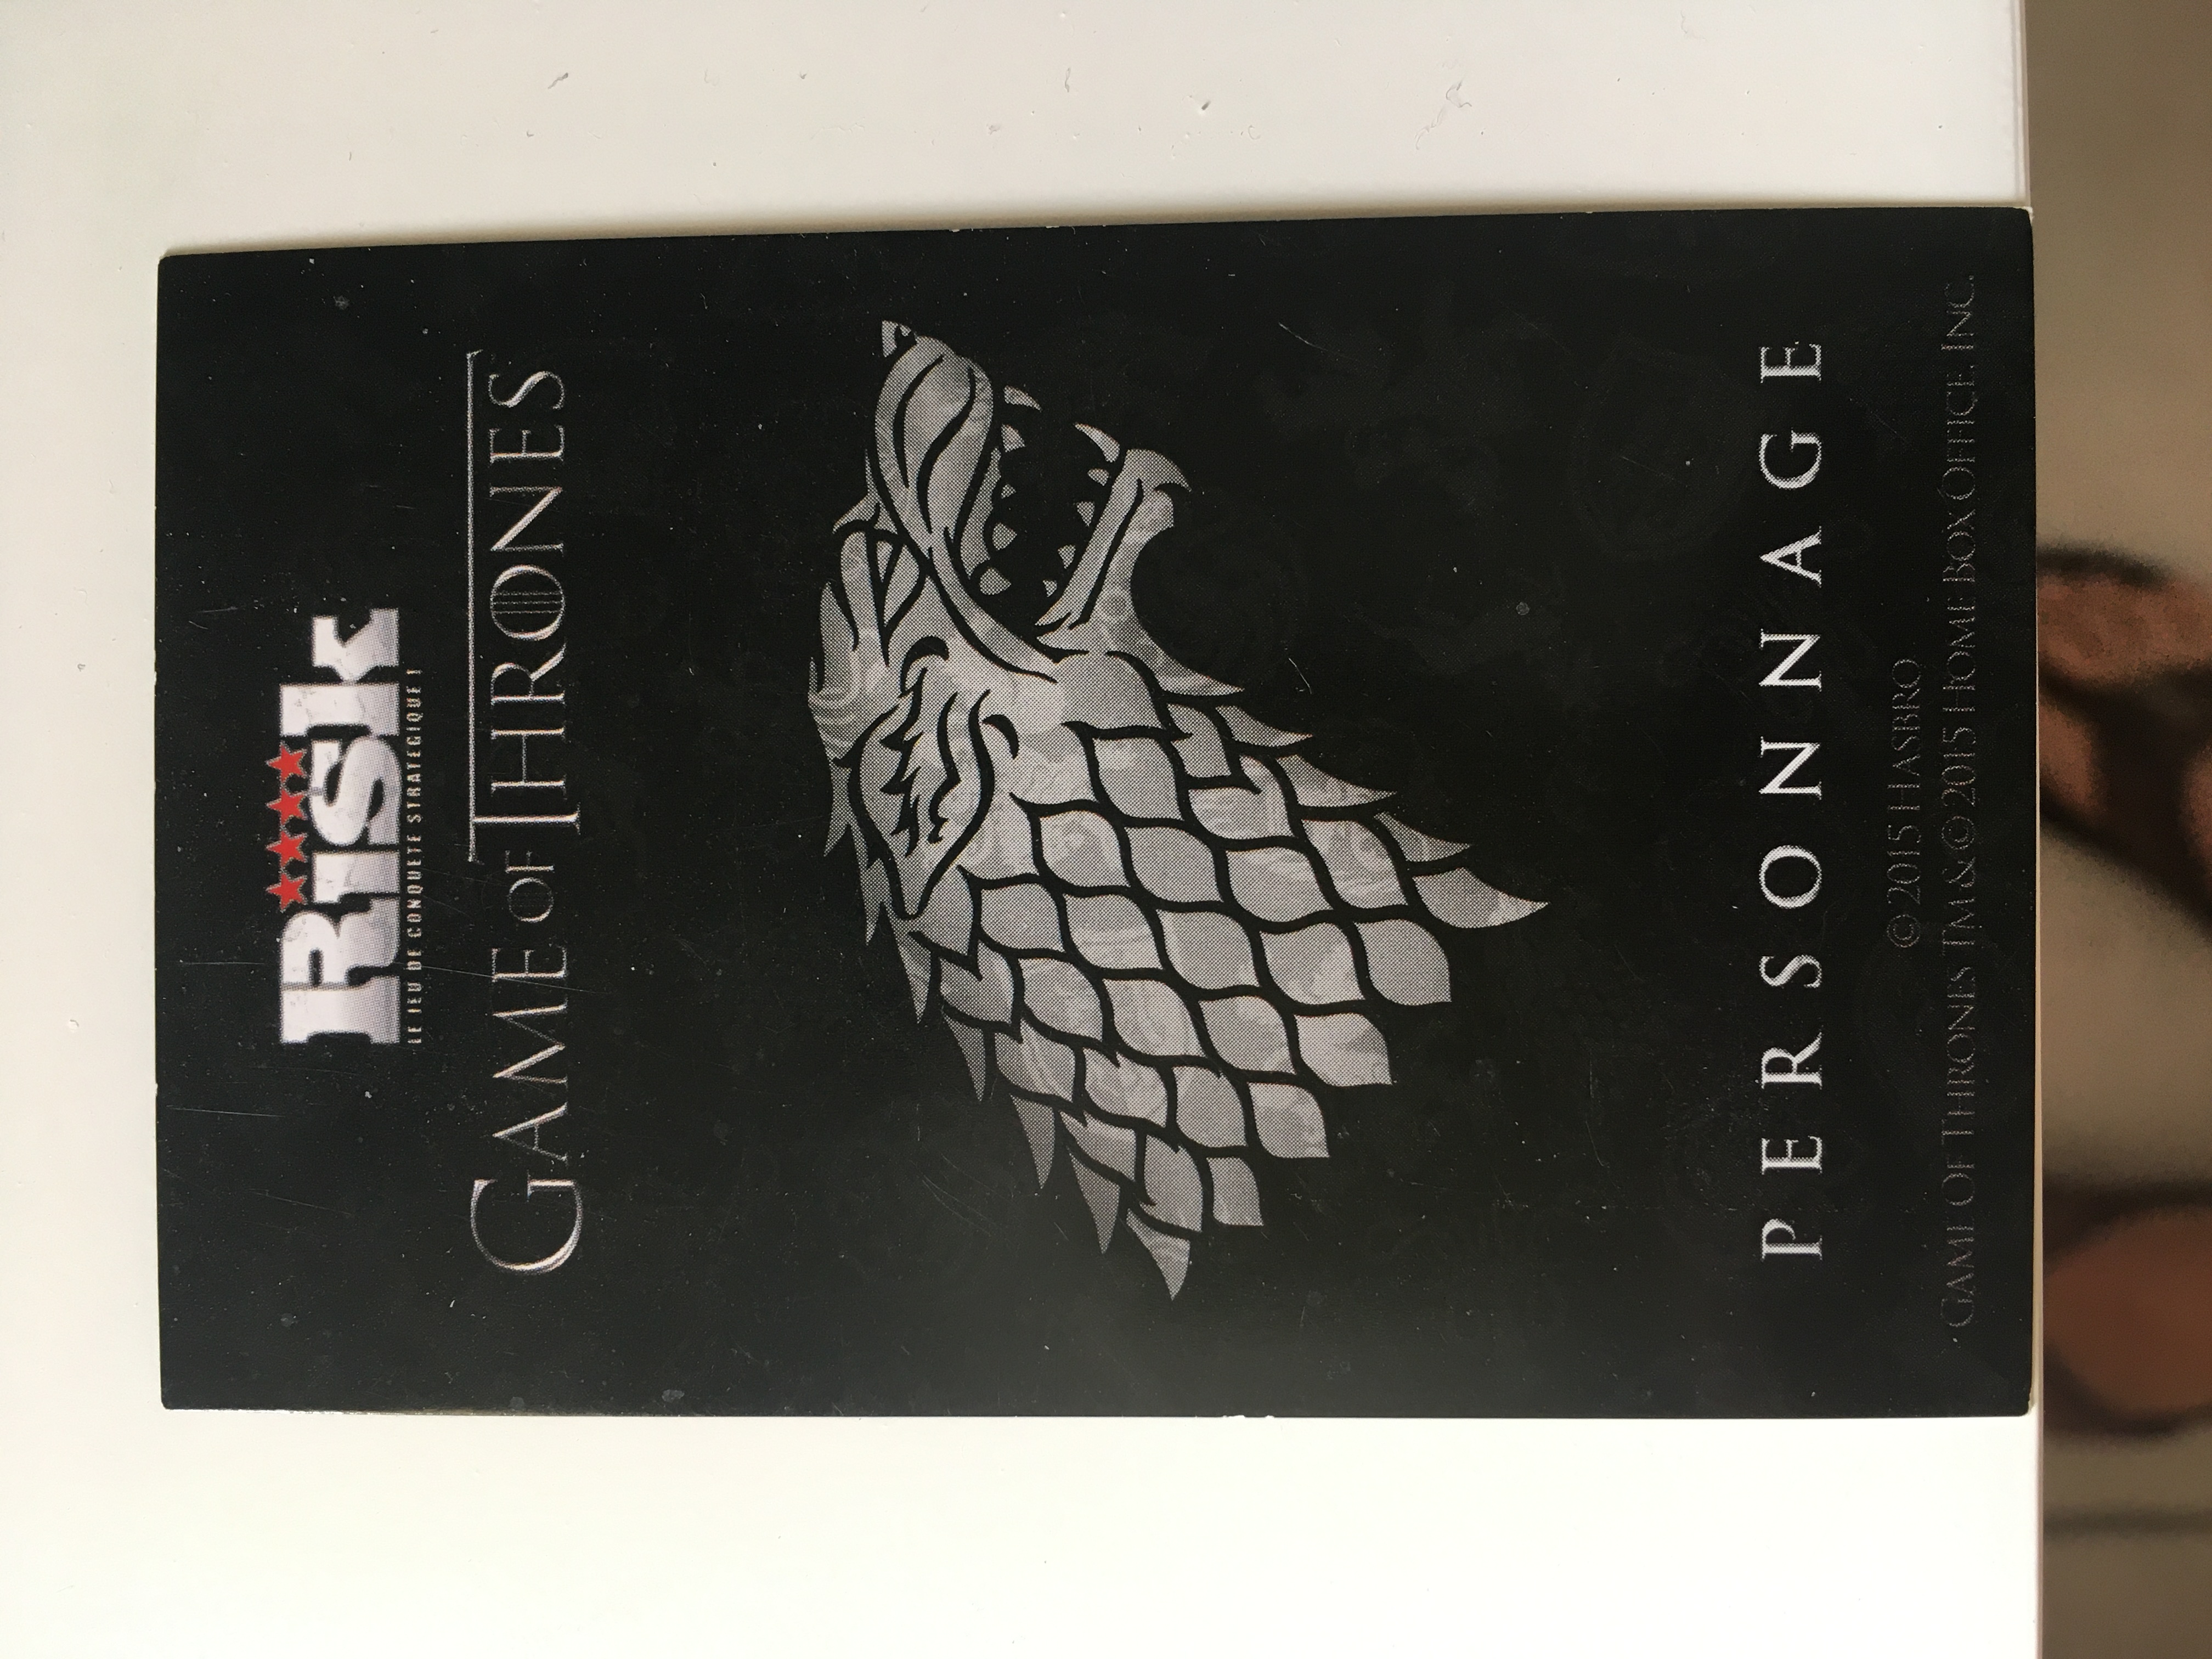 RISK
LE JEU DE CONQUETE STRATEGIQUE !
GAME OF THRONES
PERSONNAGE
© 2015 HASBRO
GAME OF THRONES TM & © 2015 HOME BOX OFFICE, INC.